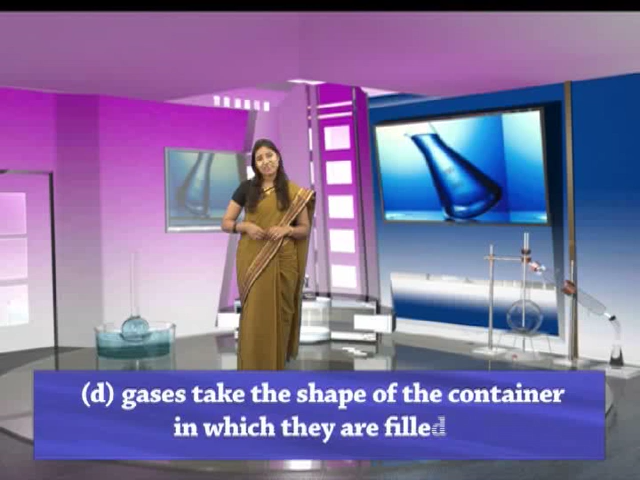 (d) gases take the shape of the container
in which they are filled